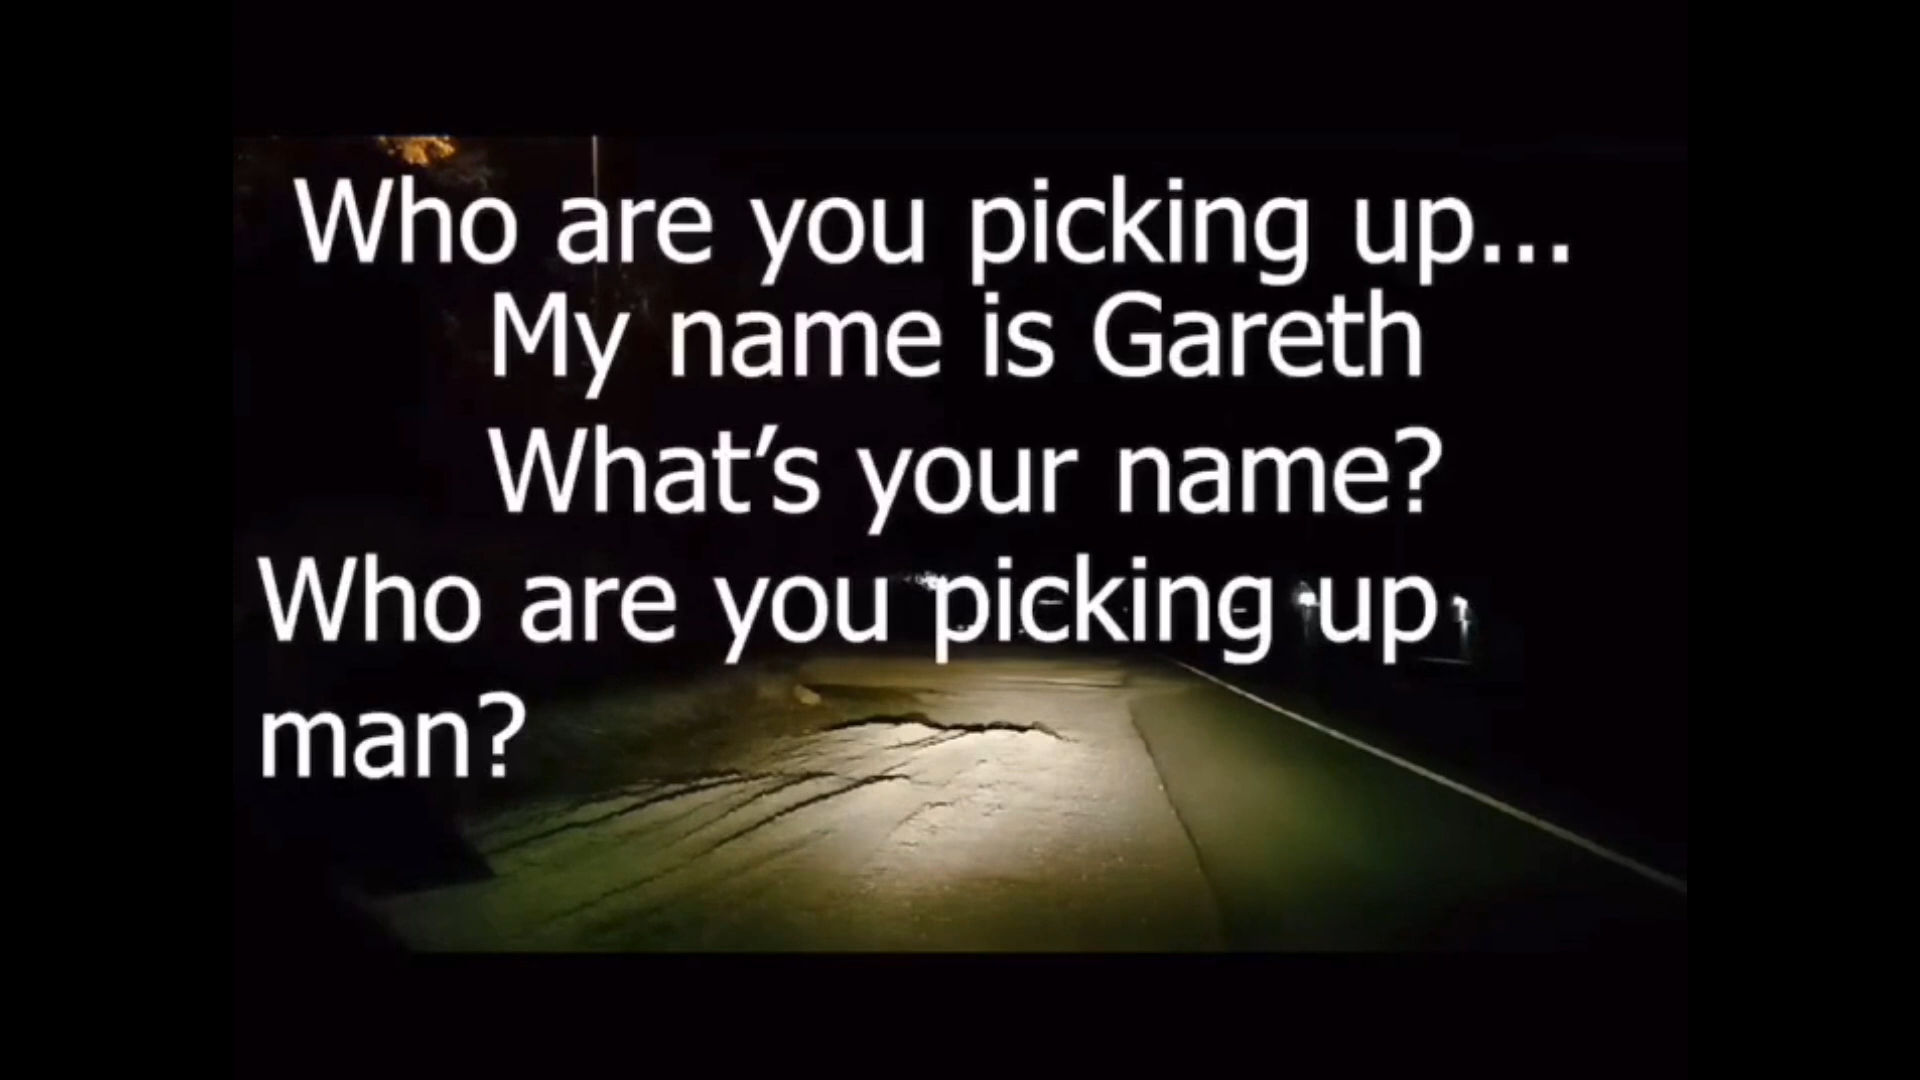 Who are you picking up...
My name is Gareth
What’s your name?
Who are you picking up
man?